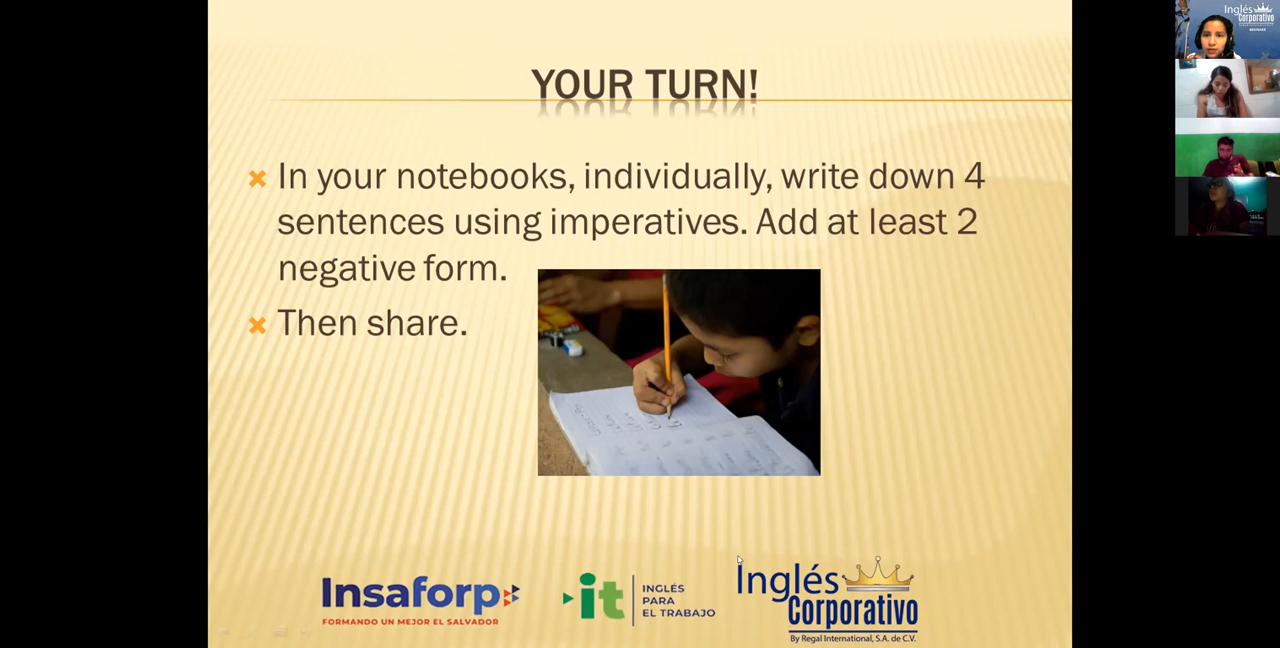 YOUR TURN!
In your notebooks, individually, write down 4
sentences using imperatives. Add at least 2
negative form.
Then share.
Insaforp
FORMANDO UN MEJOR EL SALVADOR
it
INGLÉS
PARA
EL TRABAJO
Inglés
Corporativo
By Regal International, S.A. de C.V.
Inglés
Corporativo